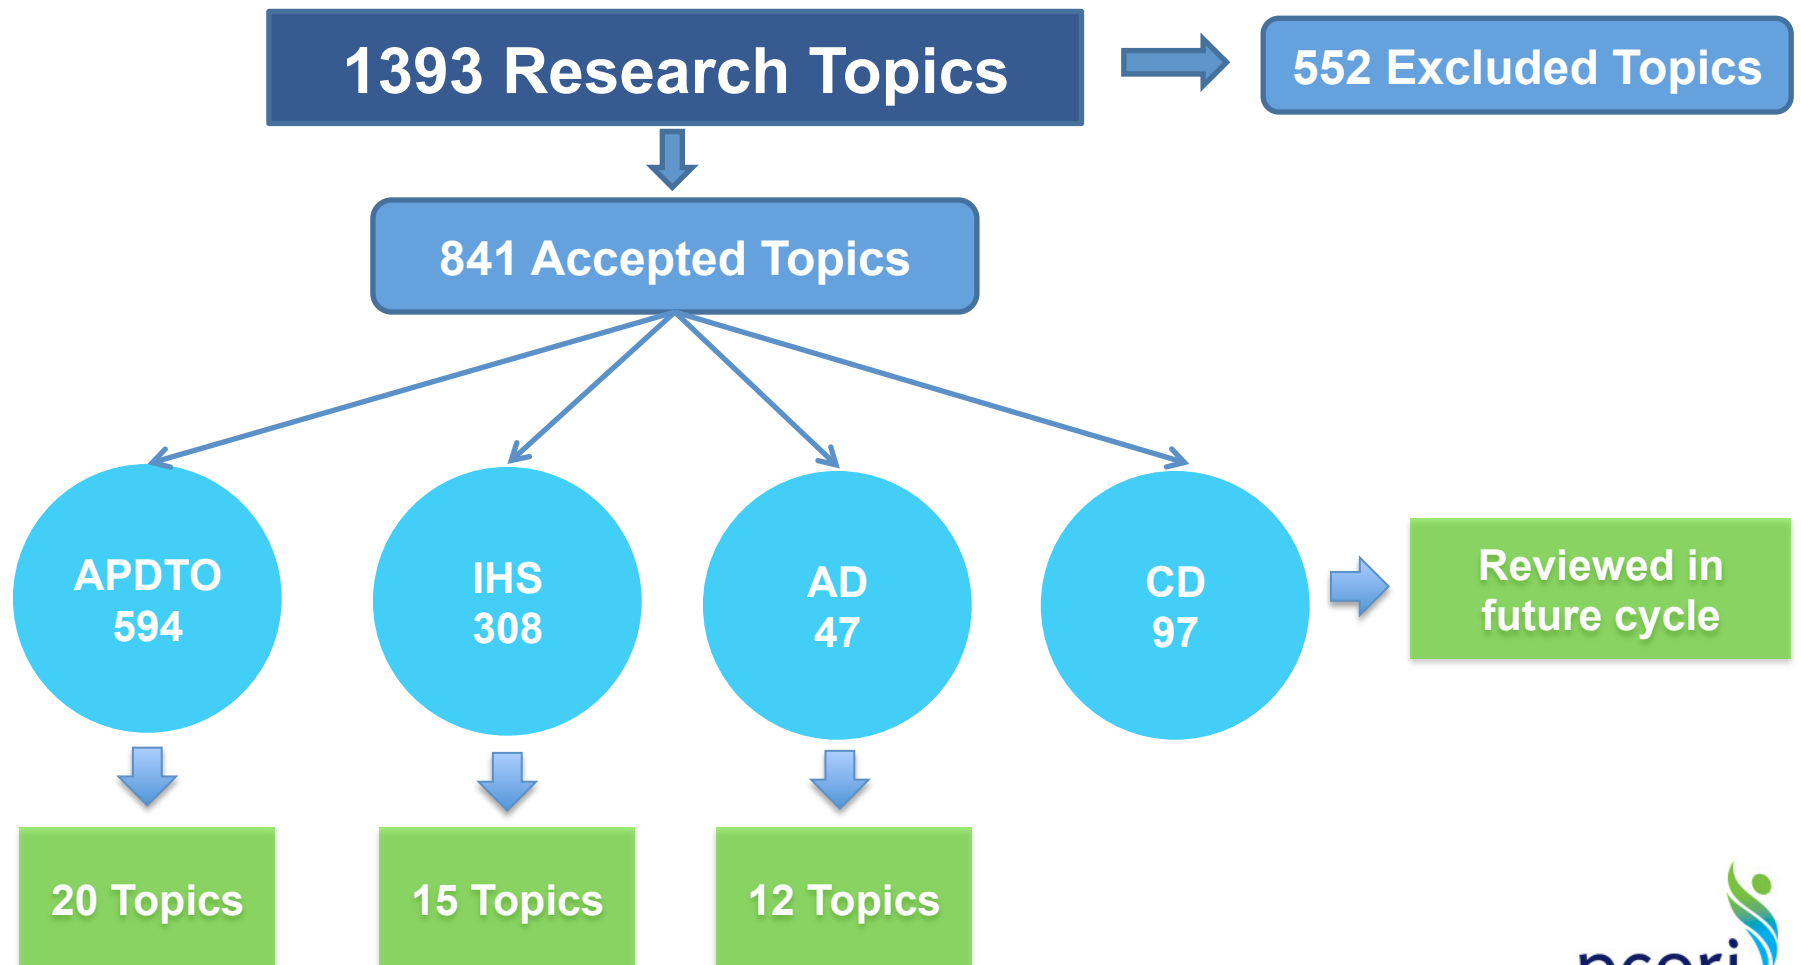 1393 Research Topics
552 Excluded Topics
841 Accepted Topics
APDTO
594
IHS
308
AD
47
CD
97
Reviewed in
future cycle
20 Topics
15 Topics
12 Topics
pcori